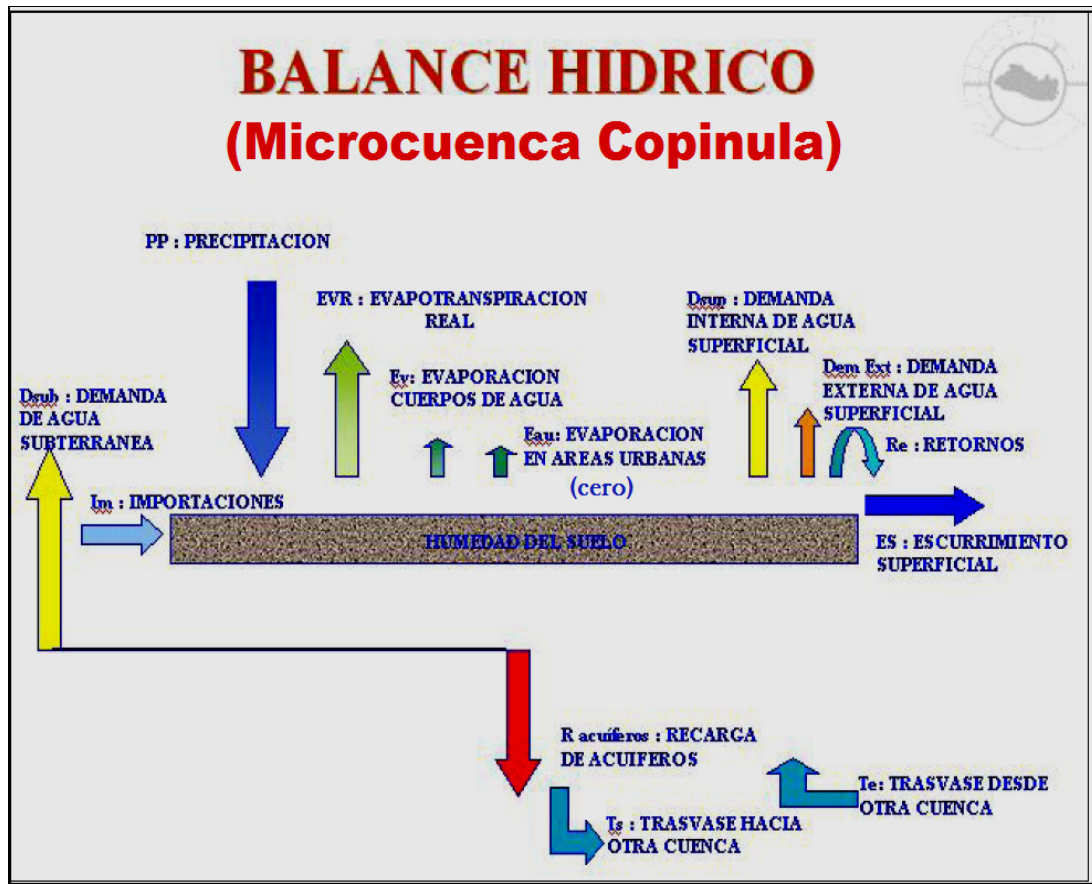 BALANCE HIDRICO
(Microcuenca Copinula)
PP : PRECIPITACION
EVR : EVAPOTRANSPIRACION
REAL
Dsup : DEMANDA
INTERNA DE AGUA
SUPERFICIAL
Ev: EVAPORACION
CUERPOS DE AGUA
Dem Ext : DEMANDA
EXTERNA DE AGUA
SUPERFICIAL
Dsub : DEMANDA
DE AGUA
SUBTERRANEA
Eau: EVAPORACION
EN AREAS URBANAS
(cero)
Re : RETORNOS
Im : IMPORTACIONES
HUMEDAD DEL SUELO
ES : ESCURRIMIENTO
SUPERFICIAL
R acuíferos : RECARGA
DE ACUIFEROS
Te: TRASVASE DESDE
OTRA CUENCA
Ts : TRASVASE HACIA
OTRA CUENCA